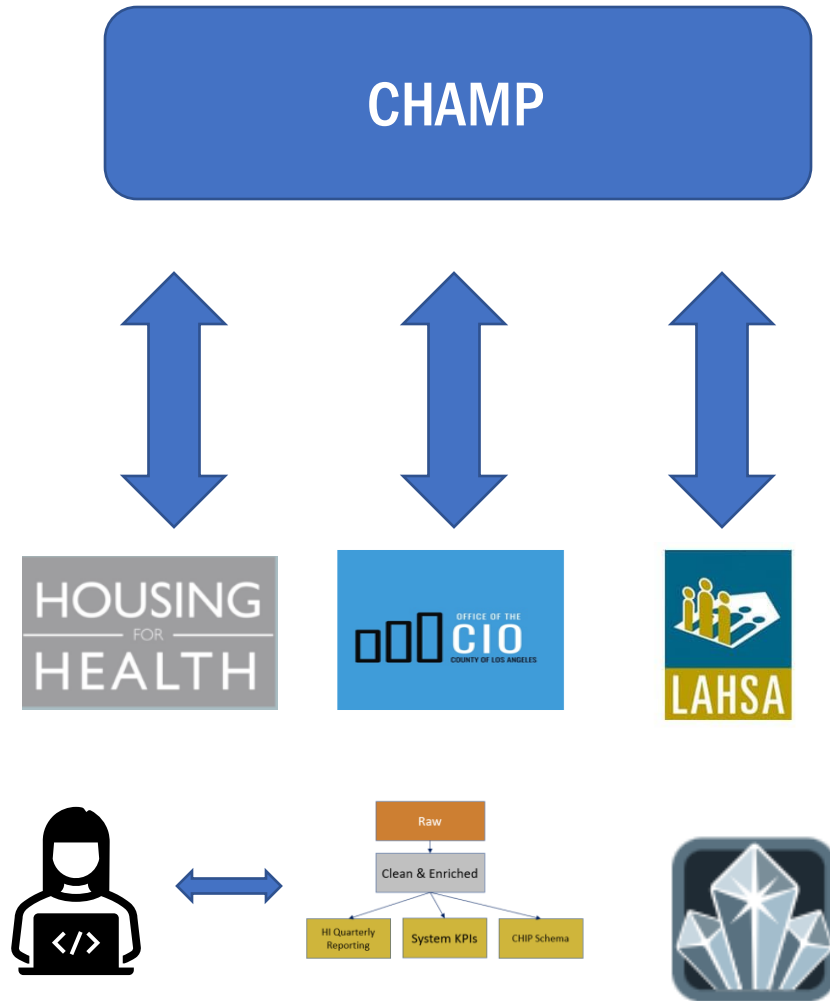 CHAMP
HOUSING
FOR
HEALTH
OFFICE OF THE
CIO
COUNTY OF LOS ANGELES
LAHSA
Raw
Clean & Enriched
HI Quarterly
Reporting
System KPIs
CHIP Schema
</>